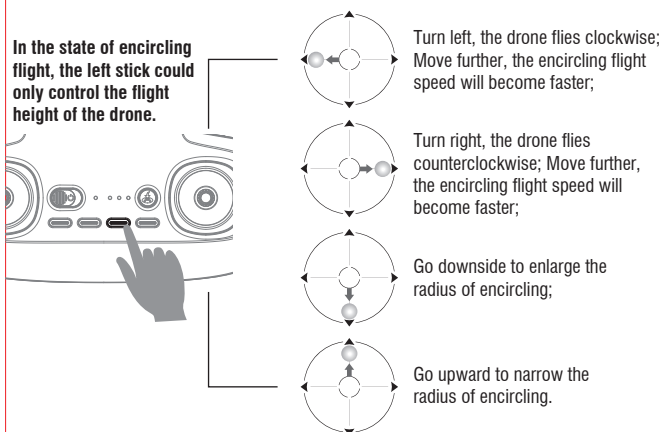 In the state of encircling
flight, the left stick could
only control the flight
height of the drone.
Turn left, the drone flies clockwise;
Move further, the encircling flight
speed will become faster;
Turn right, the drone flies
counterclockwise; Move further,
the encircling flight speed will
become faster;
Go downside to enlarge the
radius of encircling;
Go upward to narrow the
radius of encircling.